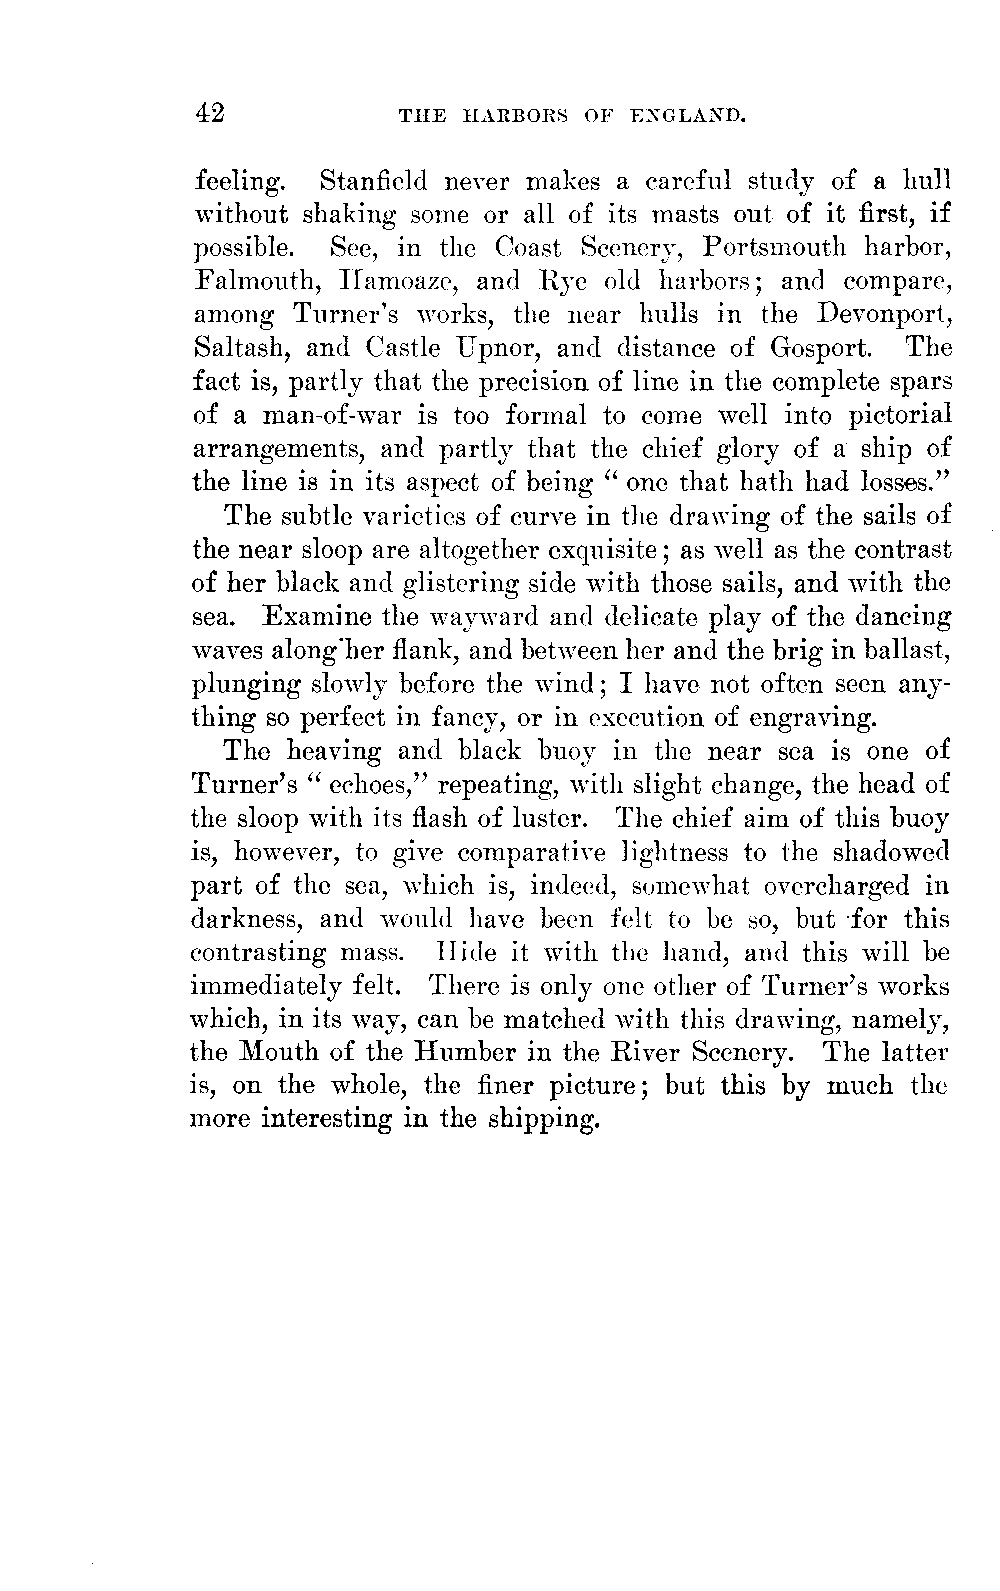 42 THE HARBORS OF ENGLAND.
feeling. Stanfield never makes a careful study of a hull
without shaking some or all of its masts out of it first, if
possible. See, in the Coast Scenery, Portsmouth harbor,
Falmouth, Hamoaze, and Rye old harbors; and compare,
among Turner's works, the near hulls in the Devonport,
Saltash, and Castle Upnor, and distance of Gosport. The
fact is, partly that the precision of line in the complete spars
of a man-of-war is too formal to come well into pictorial
arrangements, and partly that the chief glory of a ship of
the line is in its aspect of being “ one that hath had losses.”
The subtle varieties of curve in the drawing of the sails of
the near sloop are altogether exquisite; as well as the contrast
of her black and glistering side with those sails, and with the
sea. Examine the wayward and delicate play of the dancing
waves along her flank, and between her and the brig in ballast,
plunging slowly before the wind; I have not often seen any-
thing so perfect in fancy, or in execution of engraving.
The heaving and black buoy in the near sea is one of
Turner's “ echoes,” repeating, with slight change, the head of
the sloop with its flash of luster. The chief aim of this buoy
is, however, to give comparative lightness to the shadowed
part of the sea, which is, indeed, somewhat overcharged in
darkness, and would have been felt to be so, but for this
contrasting mass. Hide it with the hand, and this will be
immediately felt. There is only one other of Turner's works
which, in its way, can be matched with this drawing, namely,
the Mouth of the Humber in the River Scenery. The latter
is, on the whole, the finer picture; but this by much the
more interesting in the shipping.